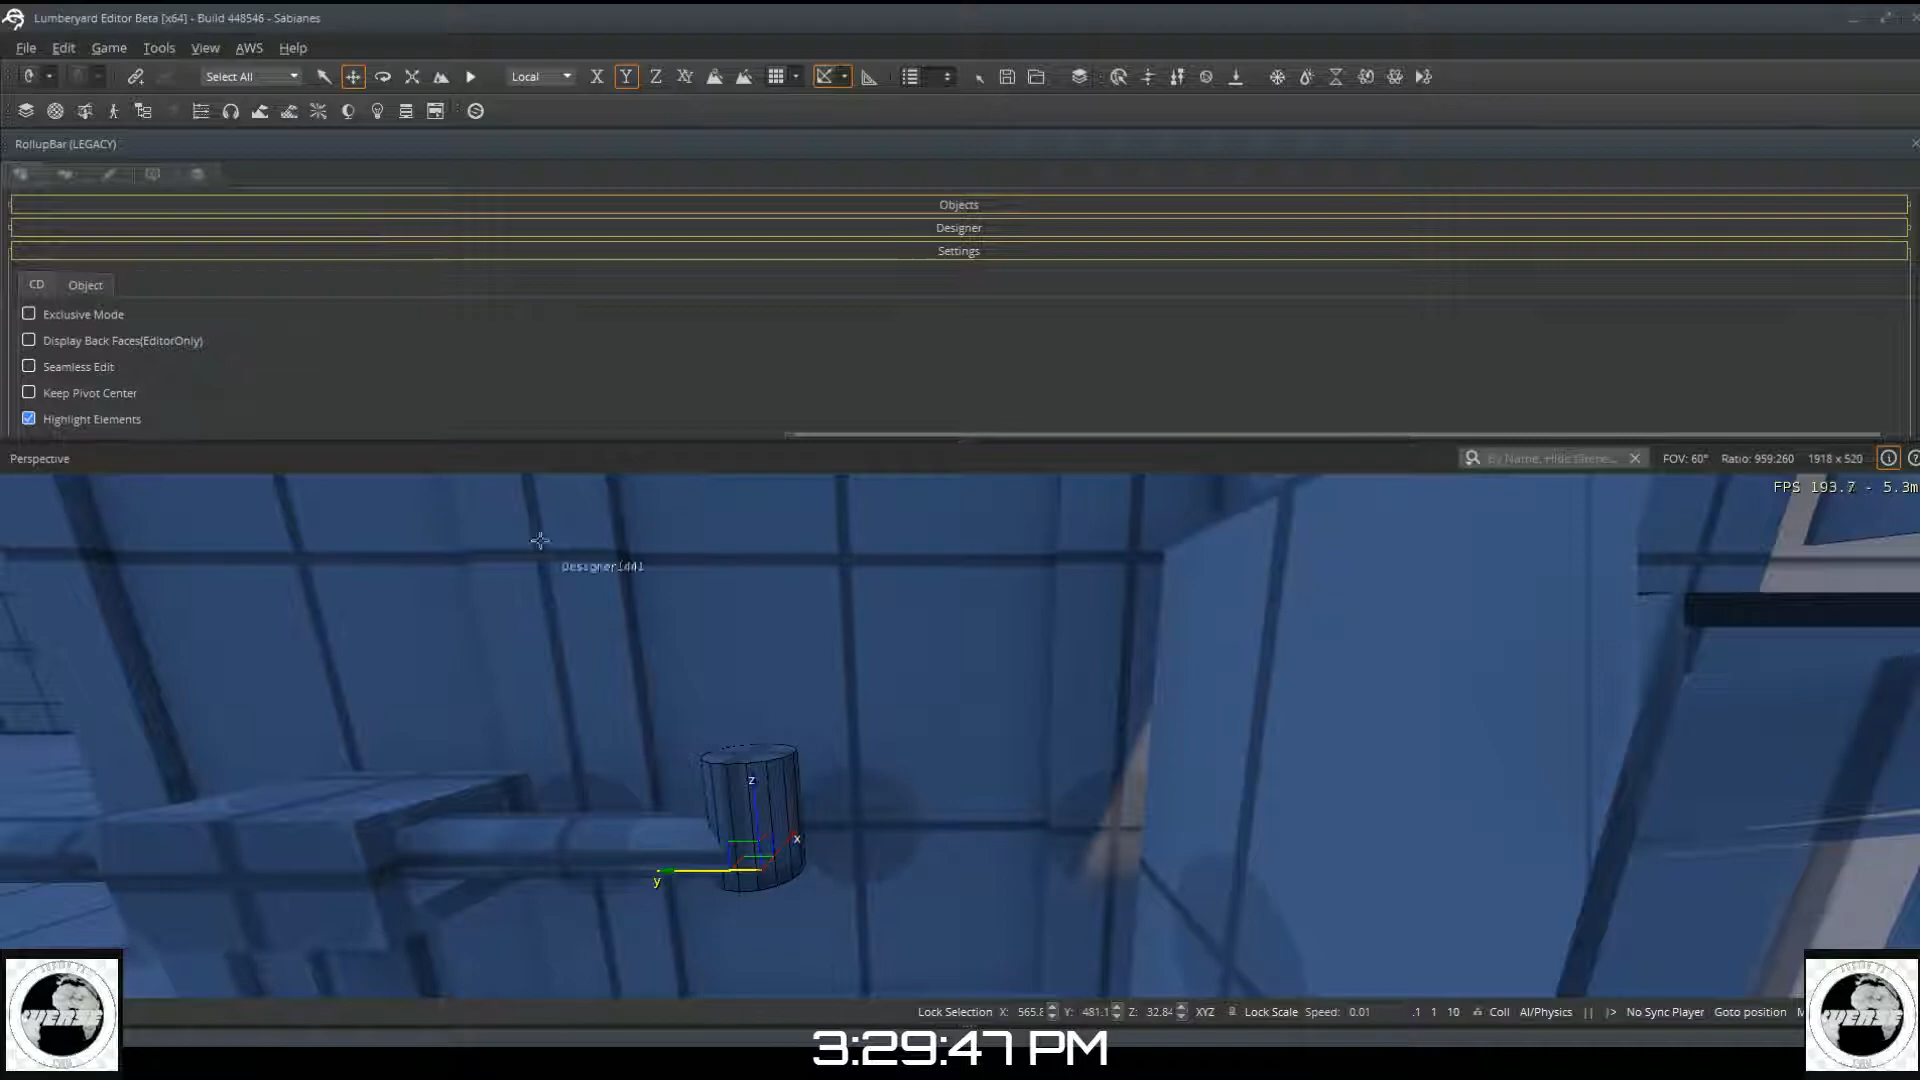 Lumberyard Editor Beta [x64] - Build 448546 - Sabianes
File Edit Game Tools View AWS Help
Select All Local X Y Z XY
RollupBar (LEGACY)
Objects
Designer
Settings
CD Object
Exclusive Mode
Display Back Faces(EditorOnly)
Seamless Edit
Keep Pivot Center
Highlight Elements
Perspective FOV: 60° Ratio: 959:260 1918 x 520
FPS 193.7 - 5.3m
z
x
y
Lock Selection X: 565.8 Y: 481.1 Z: 32.84 XYZ Lock Scale Speed: 0.01 .1 1 10 Coll AI/Physics No Sync Player Goto position
3:29:47 PM